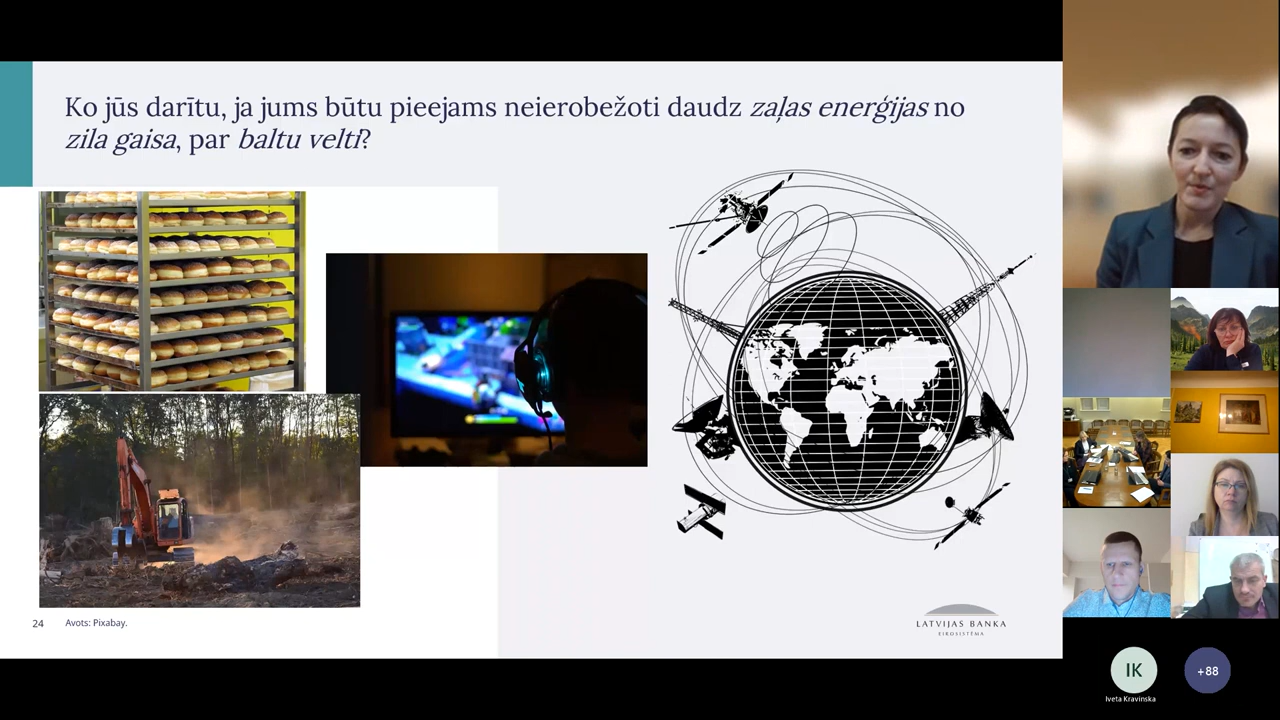 Ko jūs darītu, ja jums būtu pieejams neierobežoti daudz zaļas enerģijas no
zila gaisa, par baltu velti?
24
Avots: Pixabay.
LATVIJAS BANKA
EIROSISTĒMA
IK
+88
Iveta Kravinska